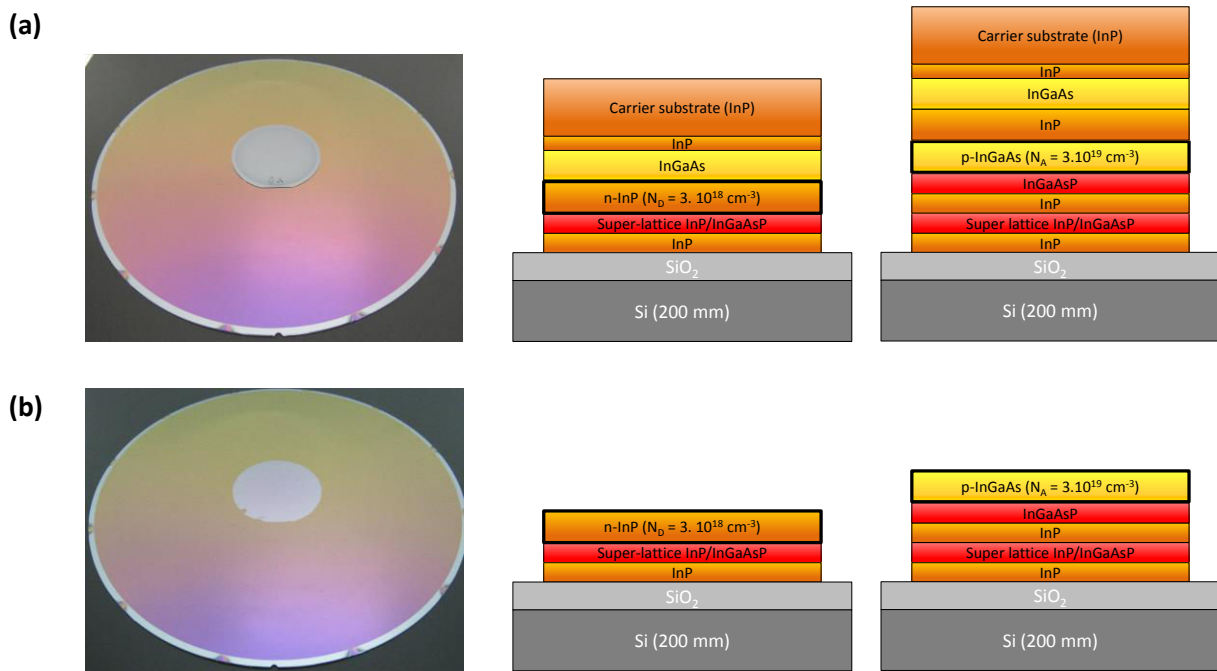 (a)
Carrier substrate (InP)
InP
InGaAs
n-InP (N_D = 3. 10^18 cm^-3)
Super-lattice InP/InGaAsP
InP
SiO₂
Si (200 mm)
Carrier substrate (InP)
InP
InGaAs
InP
p-InGaAs (N_A = 3.10^19 cm^-3)
InGaAsP
InP
Super lattice InP/InGaAsP
InP
SiO₂
Si (200 mm)
(b)
n-InP (N_D = 3. 10^18 cm^-3)
Super-lattice InP/InGaAsP
InP
SiO₂
Si (200 mm)
p-InGaAs (N_A = 3.10^19 cm^-3)
InGaAsP
InP
Super lattice InP/InGaAsP
InP
SiO₂
Si (200 mm)